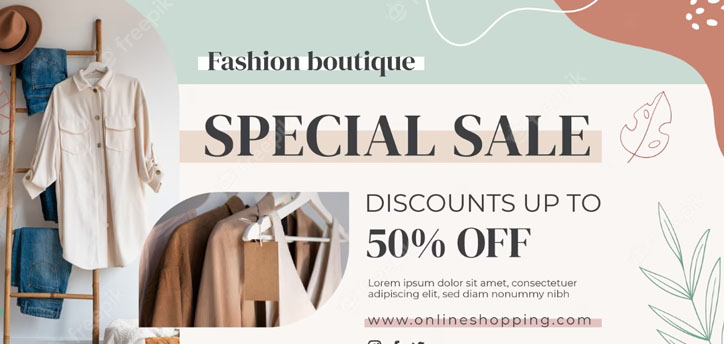 Fashion boutique
SPECIAL SALE
DISCOUNTS UP TO
50% OFF
Lorem ipsum dolor sit amet, consectetuer
adipiscing elit, sed diam nonummy nibh
www.onlineshopping.com
freepik